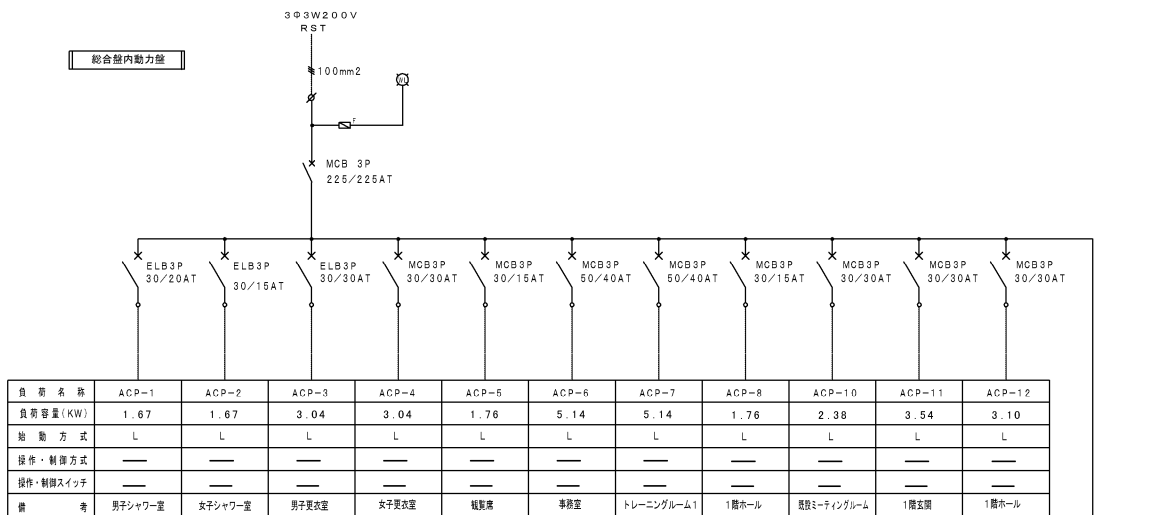 3Φ3W200V
RST
総合盤内動力盤
100mm2
WL
F
MCB 3P
225/225AT
ELB3P
30/20AT
ELB3P
30/15AT
ELB3P
30/30AT
MCB3P
30/30AT
MCB3P
30/15AT
MCB3P
50/40AT
MCB3P
50/40AT
MCB3P
30/15AT
MCB3P
30/30AT
MCB3P
30/30AT
MCB3P
30/30AT
負荷名称 ACP-1 ACP-2 ACP-3 ACP-4 ACP-5 ACP-6 ACP-7 ACP-8 ACP-10 ACP-11 ACP-12
負荷容量(KW) 1.67 1.67 3.04 3.04 1.76 5.14 5.14 1.76 2.38 3.54 3.10
始動方式 L L L L L L L L L L L
操作・制御方式 — — — — — — — — — — —
操作・制御スイッチ — — — — — — — — — — —
備考 男子シャワー室 女子シャワー室 男子更衣室 女子更衣室 観覧席 事務室 トレーニングルーム1 1階ホール 既設ミーティングルーム 1階玄関 1階ホール